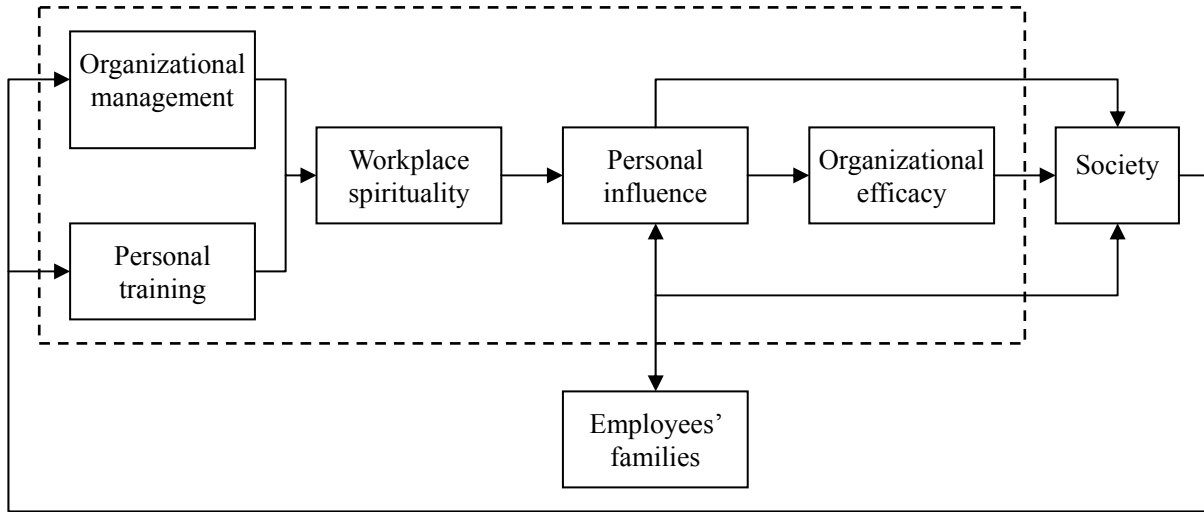 Organizational
management
Personal
training
Workplace
spirituality
Personal
influence
Organizational
efficacy
Society
Employees’
families